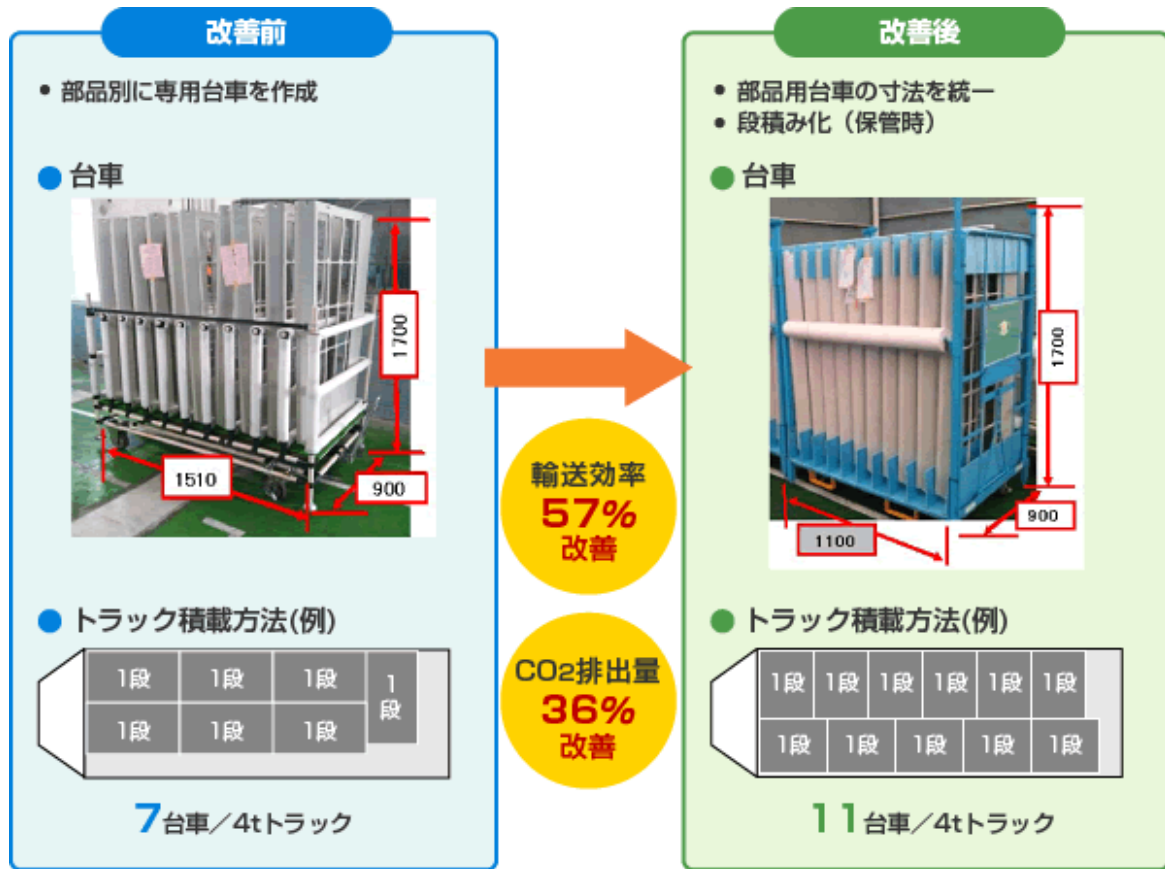 改善前
• 部品別に専用台車を作成
● 台車
1700
1510
900
● トラック積載方法(例)
1段 1段 1段 1段
1段 1段 1段
7台車／4tトラック
輸送効率
57%
改善
CO2排出量
36%
改善
改善後
• 部品用台車の寸法を統一
• 段積み化（保管時）
● 台車
1700
900
1100
● トラック積載方法(例)
1段 1段 1段 1段 1段 1段
1段 1段 1段 1段 1段
11台車／4tトラック